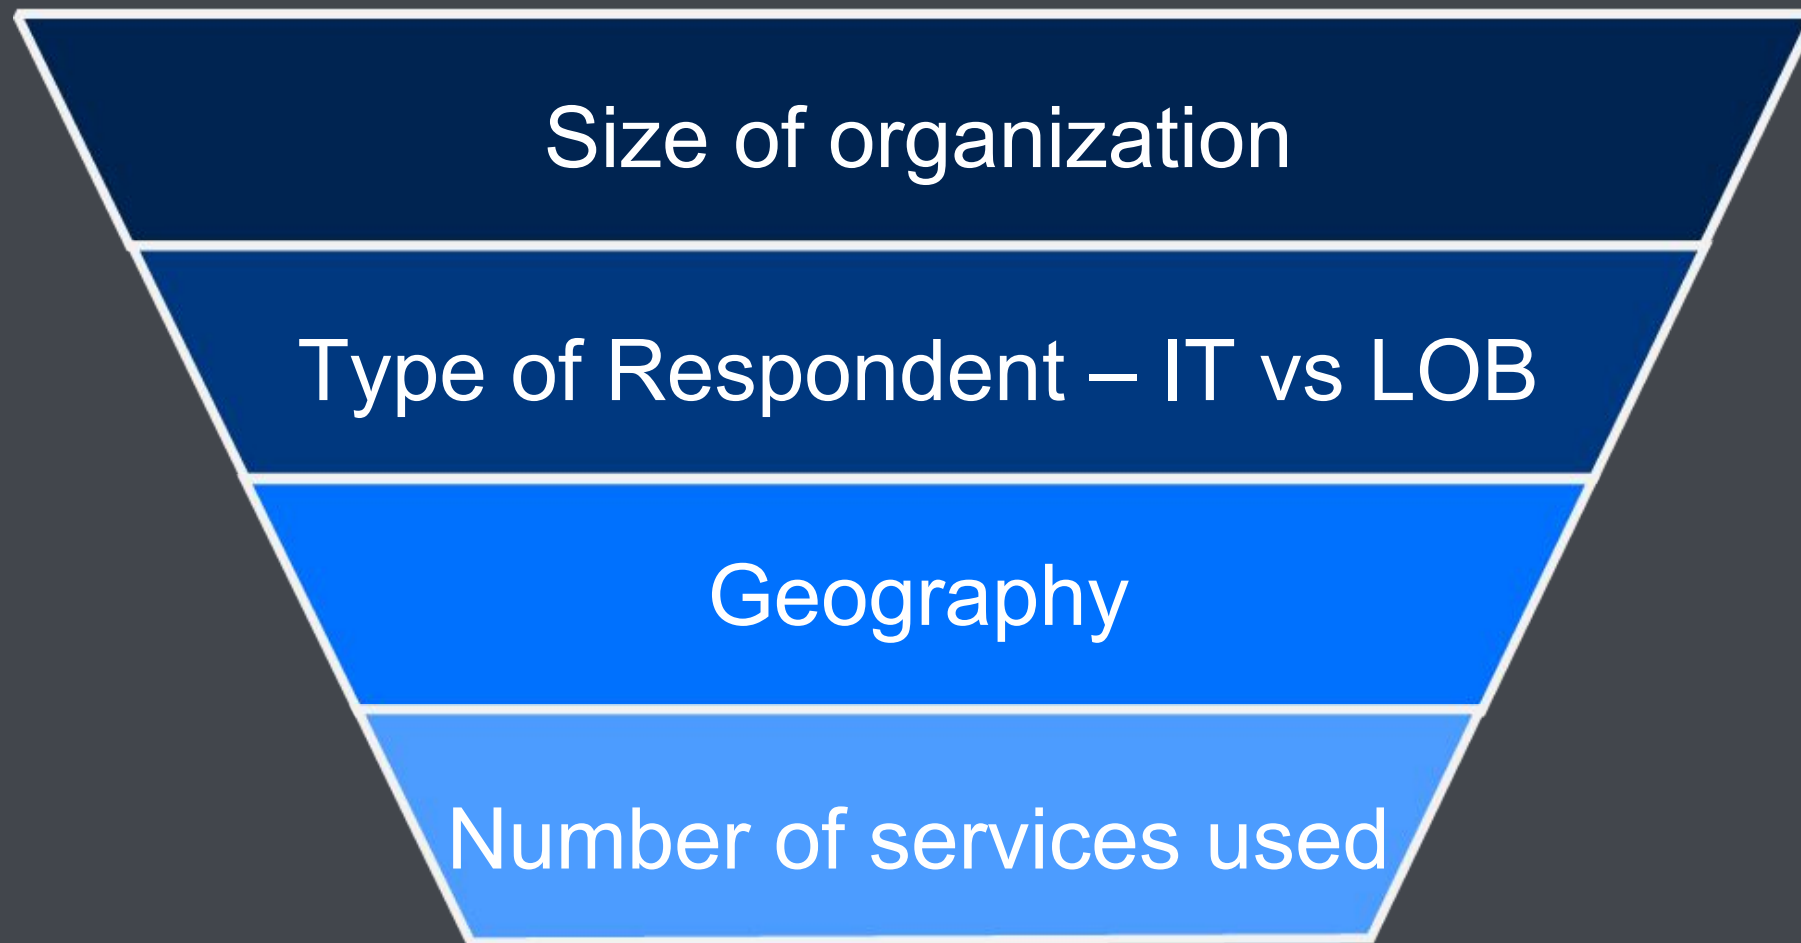 Size of organization
Type of Respondent – IT vs LOB
Geography
Number of services used